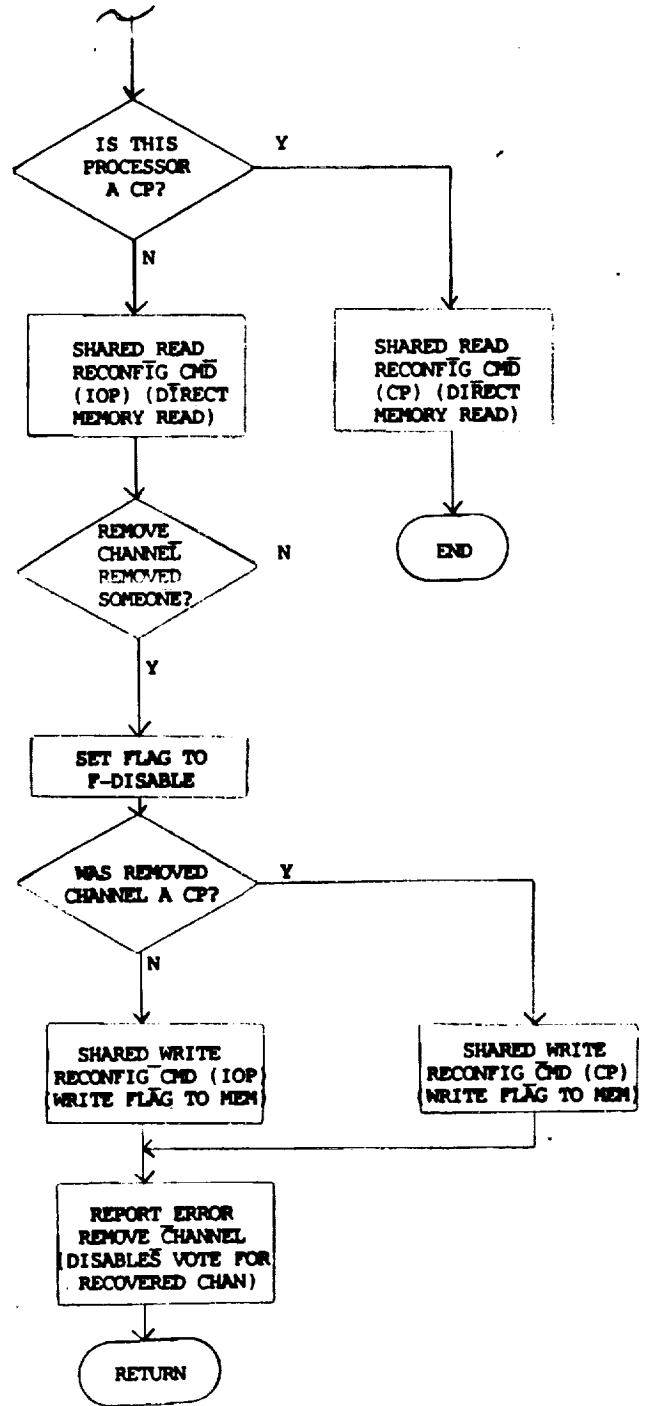 IS THIS
PROCESSOR
A CP?
Y
N
SHARED READ
RECONFIG CMD
(IOP) (DIRECT
MEMORY READ)
SHARED READ
RECONFIG CMD
(CP) (DIRECT
MEMORY READ)
REMOVE
CHANNEL
REMOVED
SOMEONE?
N
END
Y
SET FLAG TO
F-DISABLE
WAS REMOVED
CHANNEL A CP?
Y
N
SHARED WRITE
RECONFIG_CMD (IOP)
(WRITE FLAG TO MEM)
SHARED WRITE
RECONFIG CMD (CP)
(WRITE FLAG TO MEM)
REPORT ERROR
REMOVE CHANNEL
(DISABLES VOTE FOR
RECOVERED CHAN)
RETURN